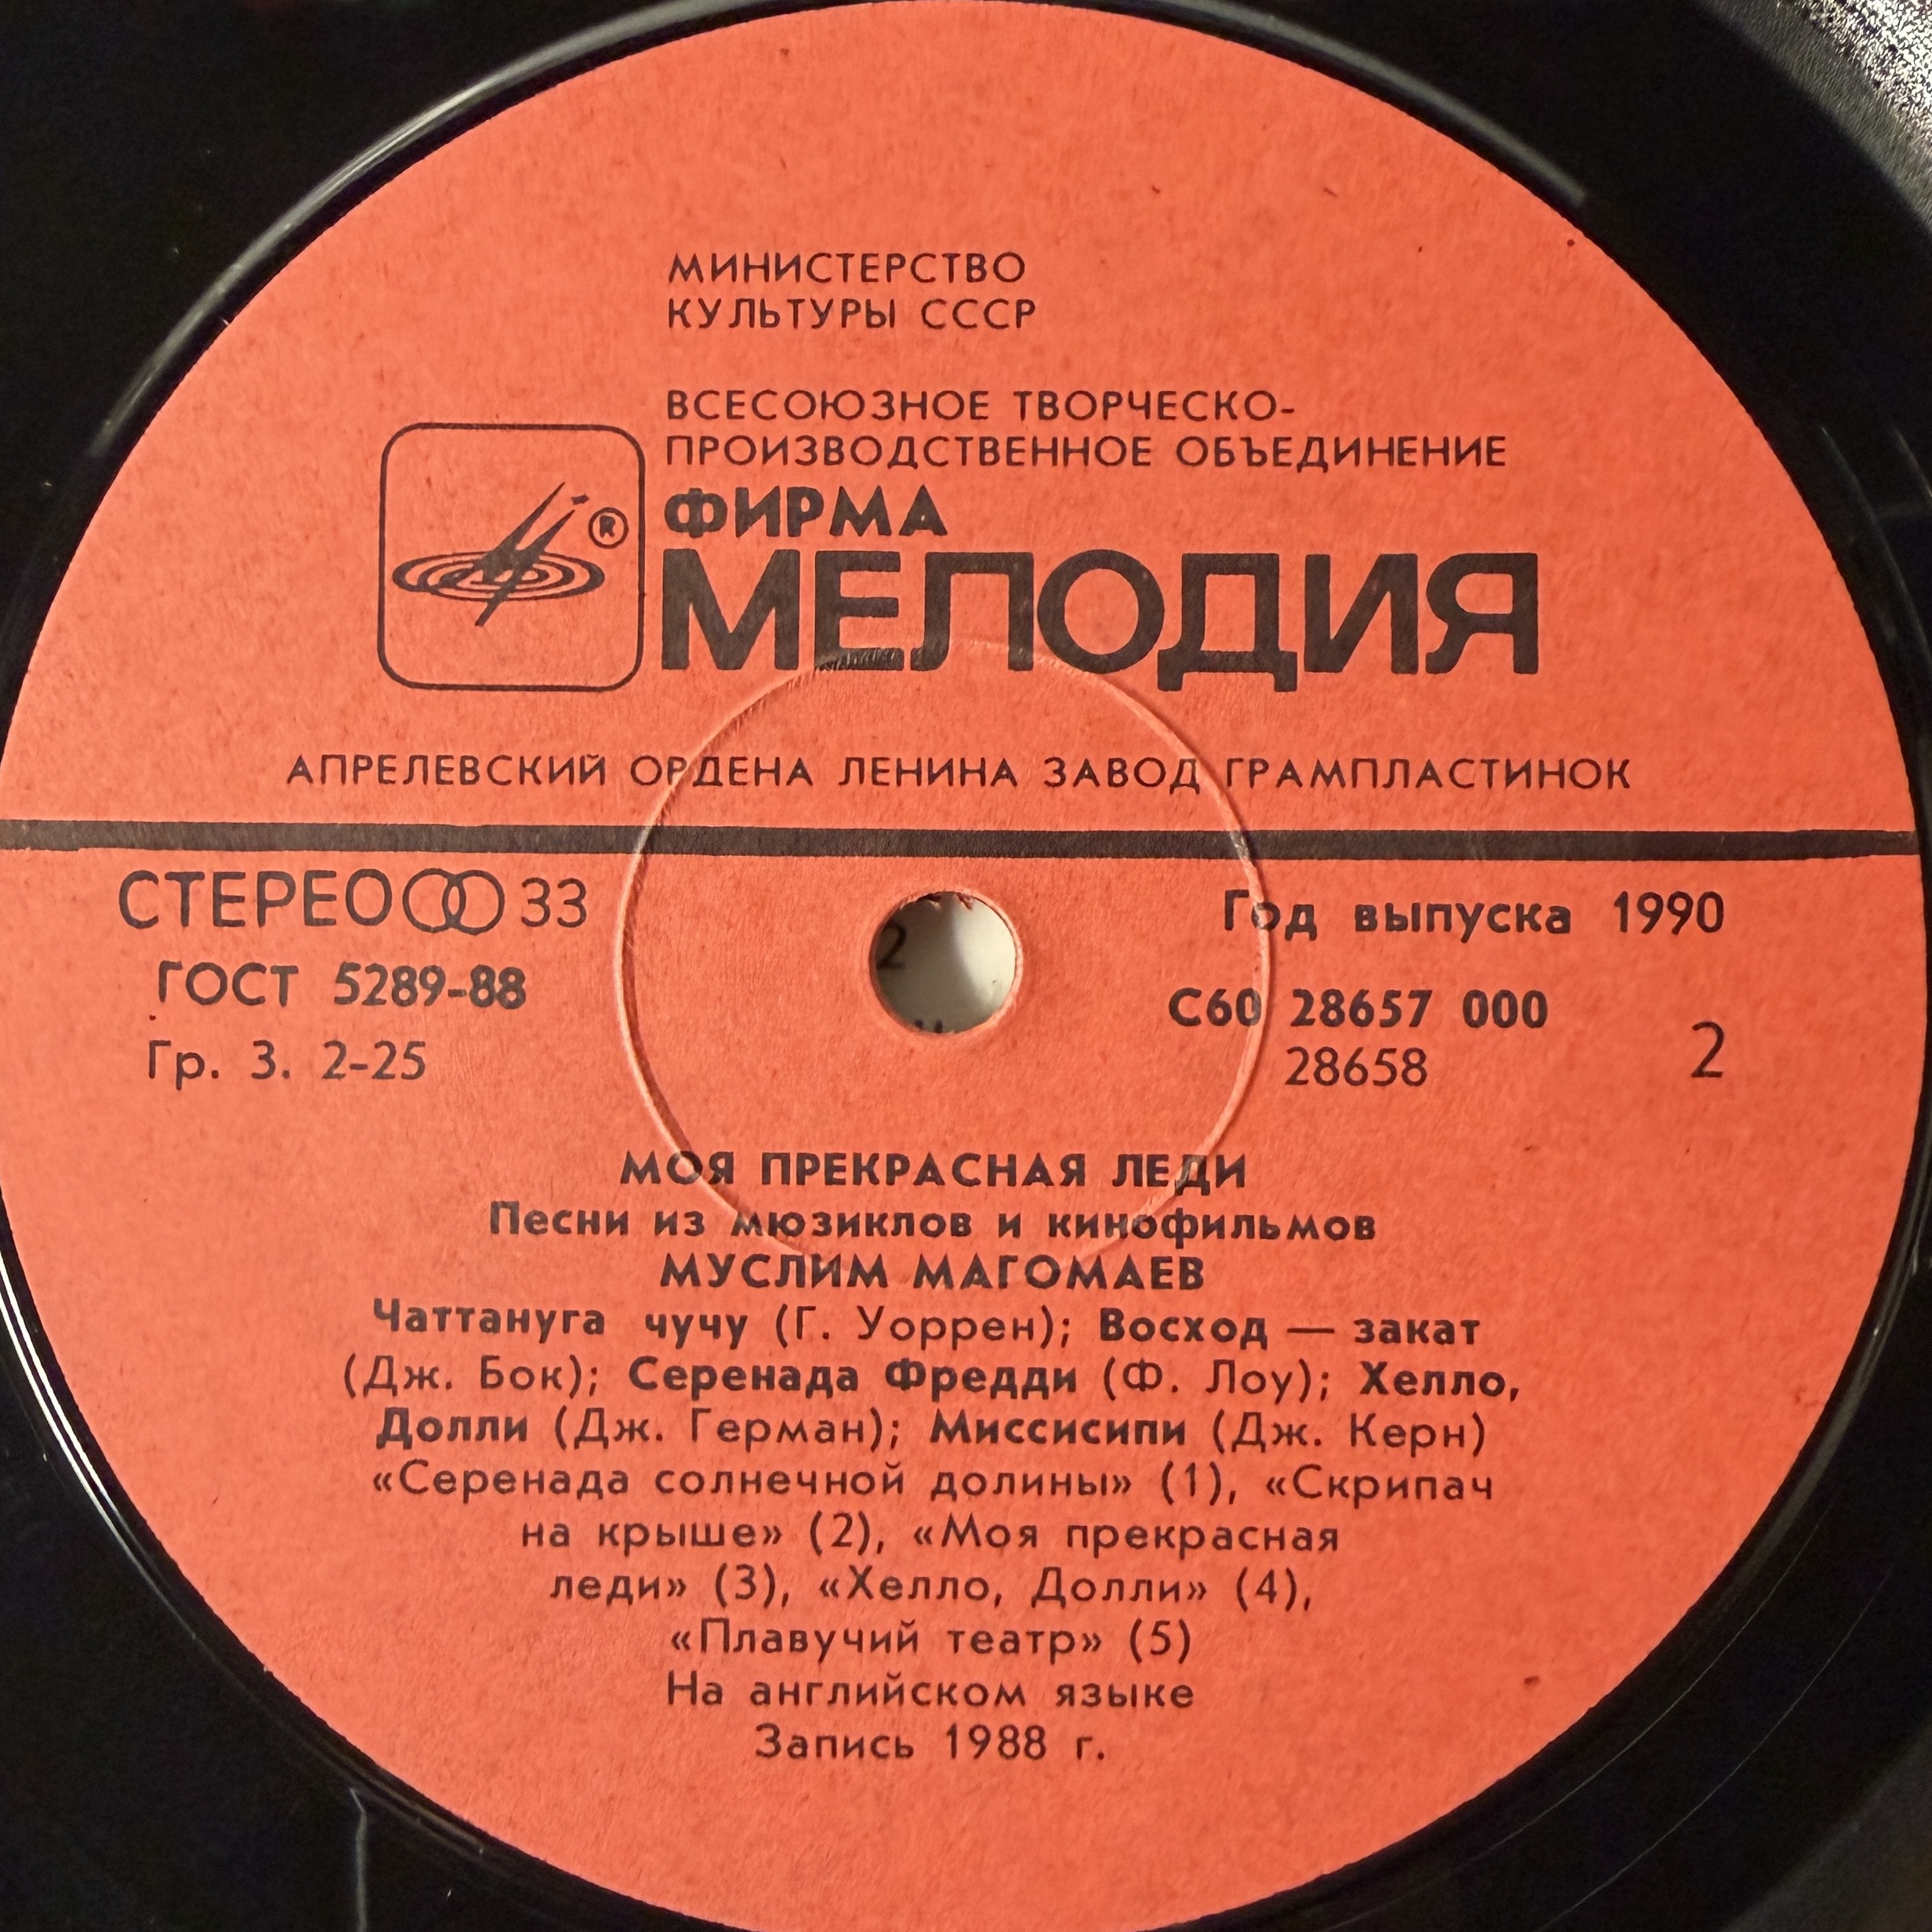 МИНИСТЕРСТВО
КУЛЬТУРЫ СССР
ВСЕСОЮЗНОЕ ТВОРЧЕСКО-
ПРОИЗВОДСТВЕННОЕ ОБЪЕДИНЕНИЕ
ФИРМА
®
МЕЛОДИЯ
АПРЕЛЕВСКИЙ ОРДЕНА ЛЕНИНА ЗАВОД ГРАМПЛАСТИНОК
СТЕРЕО 33
Год выпуска 1990
ГОСТ 5289-88
С60 28657 000
Гр. 3. 2-25
28658
2
2
МОЯ ПРЕКРАСНАЯ ЛЕДИ
Песни из мюзиклов и кинофильмов
МУСЛИМ МАГОМАЕВ
Чаттануга чучу (Г. Уоррен); Восход — закат
(Дж. Бок); Серенада Фредди (Ф. Лоу); Хелло,
Долли (Дж. Герман); Миссисипи (Дж. Керн)
«Серенада солнечной долины» (1), «Скрипач
на крыше» (2), «Моя прекрасная
леди» (3), «Хелло, Долли» (4),
«Плавучий театр» (5)
На английском языке
Запись 1988 г.